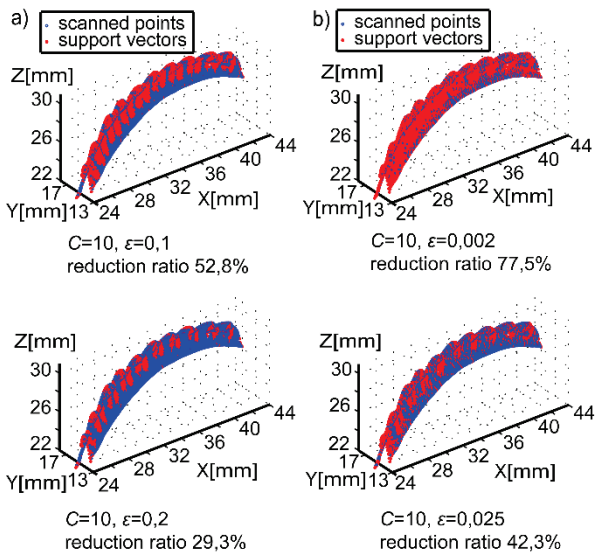 a)
scanned points
support vectors
Z[mm]
30
26
22
17
Y[mm]13
24
28
32
36
40
44
X[mm]
C=10, ε=0,1
reduction ratio 52,8%
b)
scanned points
support vectors
Z[mm]
30
26
22
17
Y[mm]13
24
28
32
36
40
44
X[mm]
C=10, ε=0,002
reduction ratio 77,5%
Z[mm]
30
26
22
17
Y[mm]13
24
28
32
36
40
44
X[mm]
C=10, ε=0,2
reduction ratio 29,3%
Z[mm]
30
26
22
17
Y[mm]13
24
28
32
36
40
44
X[mm]
C=10, ε=0,025
reduction ratio 42,3%